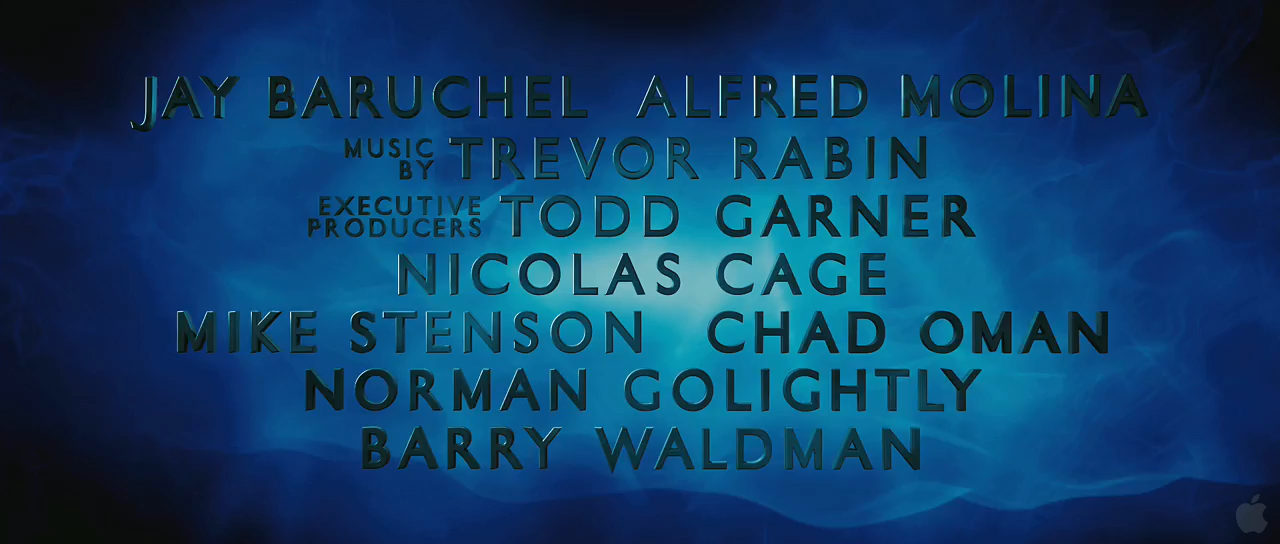 JAY BARUCHEL ALFRED MOLINA
MUSIC BY TREVOR RABIN
EXECUTIVE PRODUCERS TODD GARNER
NICOLAS CAGE
MIKE STENSON CHAD OMAN
NORMAN GOLIGHTLY
BARRY WALDMAN